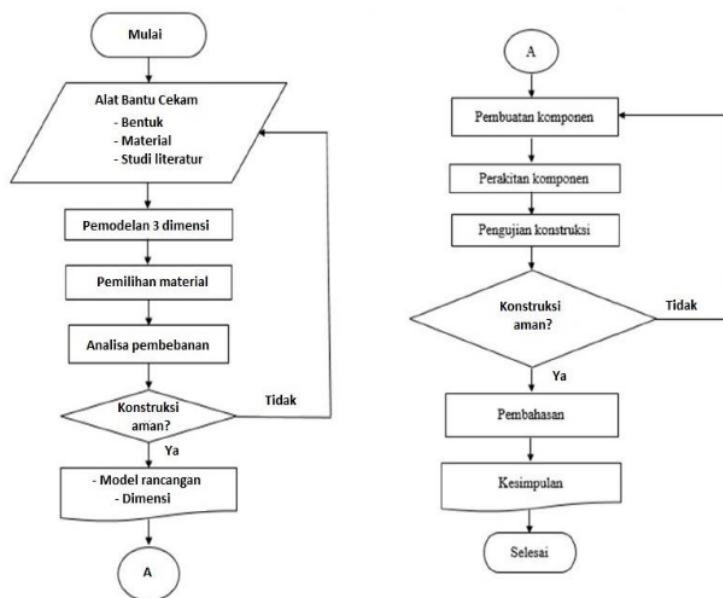 Mulai
Alat Bantu Cekam
- Bentuk
- Material
- Studi literatur
Pemodelan 3 dimensi
Pemilihan material
Analisa pembebanan
Konstruksi
aman?
Tidak
Ya
- Model rancangan
- Dimensi
A
A
Pembuatan komponen
Perakitan komponen
Pengujian konstruksi
Konstruksi
aman?
Tidak
Ya
Pembahasan
Kesimpulan
Selesai